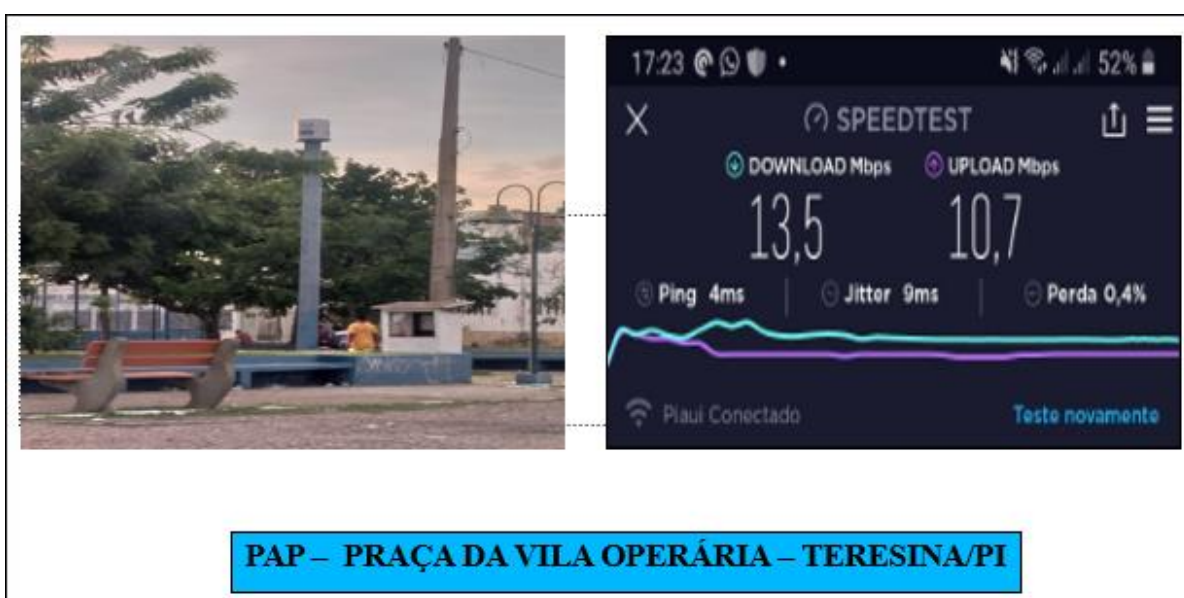 17:23
52%
SPEEDTEST
DOWNLOAD Mbps
UPLOAD Mbps
13,5
10,7
Ping 4ms
Jitter 9ms
Perda 0,4%
Piauí Conectado
Teste novamente
PAP – PRAÇA DA VILA OPERÁRIA – TERESINA/PI